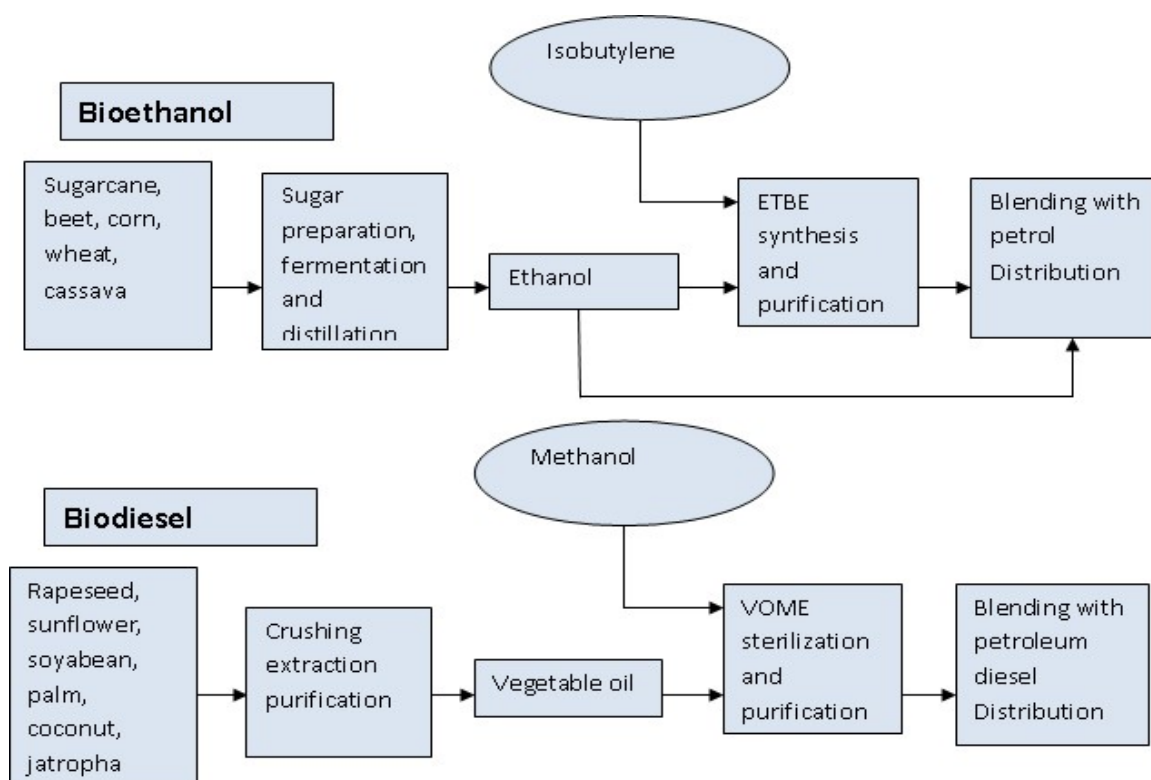 Isobutylene
Bioethanol
Sugarcane,
beet, corn,
wheat,
cassava
Sugar
preparation,
fermentation
and
distillation
Ethanol
ETBE
synthesis
and
purification
Blending with
petrol
Distribution
Methanol
Biodiesel
Rapeseed,
sunflower,
soyabean,
palm,
coconut,
jatropha
Crushing
extraction
purification
Vegetable oil
VOME
sterilization
and
purification
Blending with
petroleum
diesel
Distribution